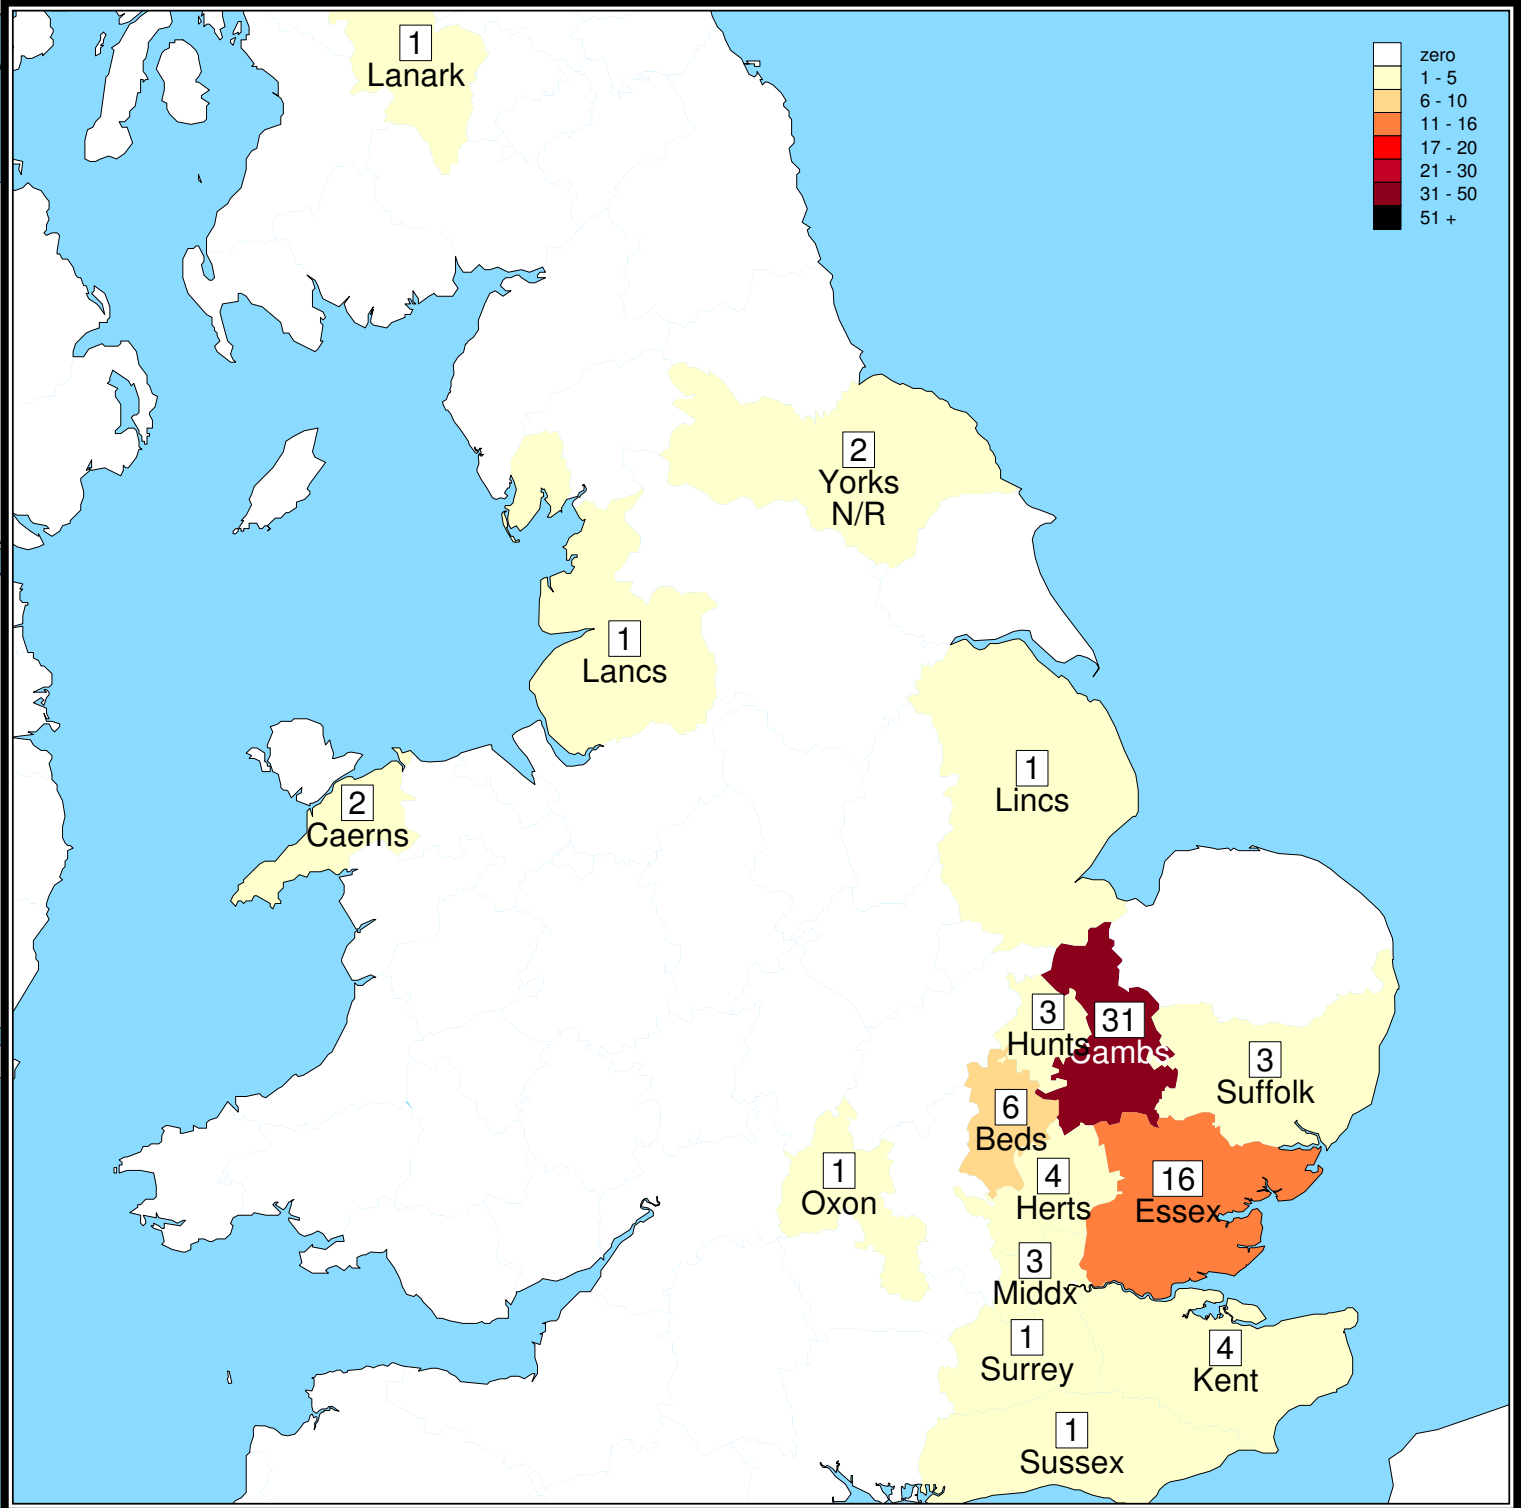 1
Lanark
zero
1 - 5
6 - 10
11 - 16
17 - 20
21 - 30
31 - 50
51 +
2
Yorks
N/R
1
Lancs
1
Lincs
2
Caerns
3
Hunts
31
Cambs
3
Suffolk
6
Beds
1
Oxon
4
Herts
16
Essex
3
Middx
1
Surrey
4
Kent
1
Sussex